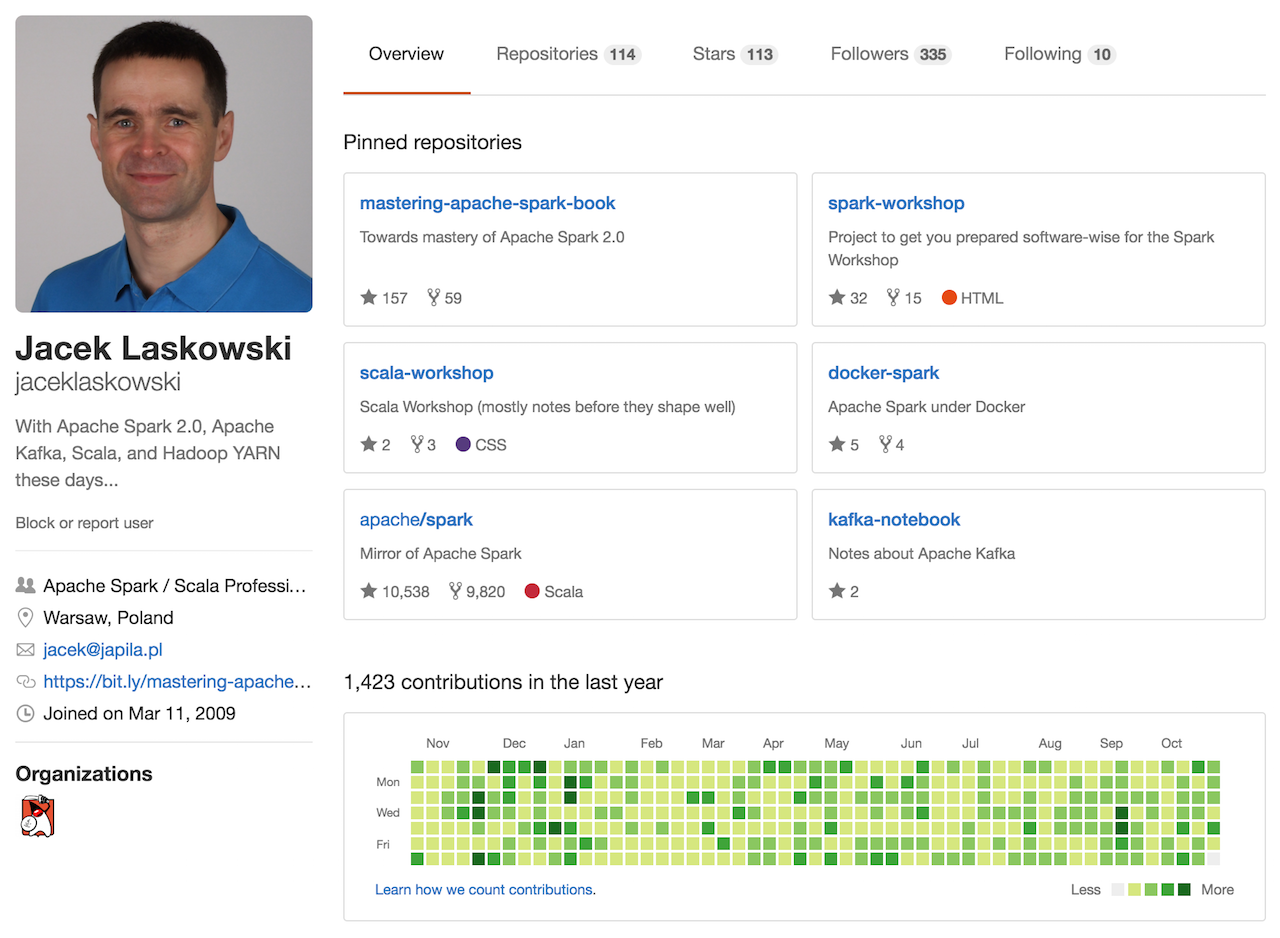 Overview Repositories 114 Stars 113 Followers 335 Following 10
Jacek Laskowski
jaceklaskowski
With Apache Spark 2.0, Apache
Kafka, Scala, and Hadoop YARN
these days...
Block or report user
Apache Spark / Scala Professi...
Warsaw, Poland
jacek@japila.pl
https://bit.ly/mastering-apache...
Joined on Mar 11, 2009
Organizations
Pinned repositories
mastering-apache-spark-book
Towards mastery of Apache Spark 2.0
157 59
spark-workshop
Project to get you prepared software-wise for the Spark
Workshop
32 15 HTML
scala-workshop
Scala Workshop (mostly notes before they shape well)
2 3 CSS
docker-spark
Apache Spark under Docker
5 4
apache/spark
Mirror of Apache Spark
10,538 9,820 Scala
kafka-notebook
Notes about Apache Kafka
2
1,423 contributions in the last year
Nov Dec Jan Feb Mar Apr May Jun Jul Aug Sep Oct
Mon
Wed
Fri
Learn how we count contributions. Less More